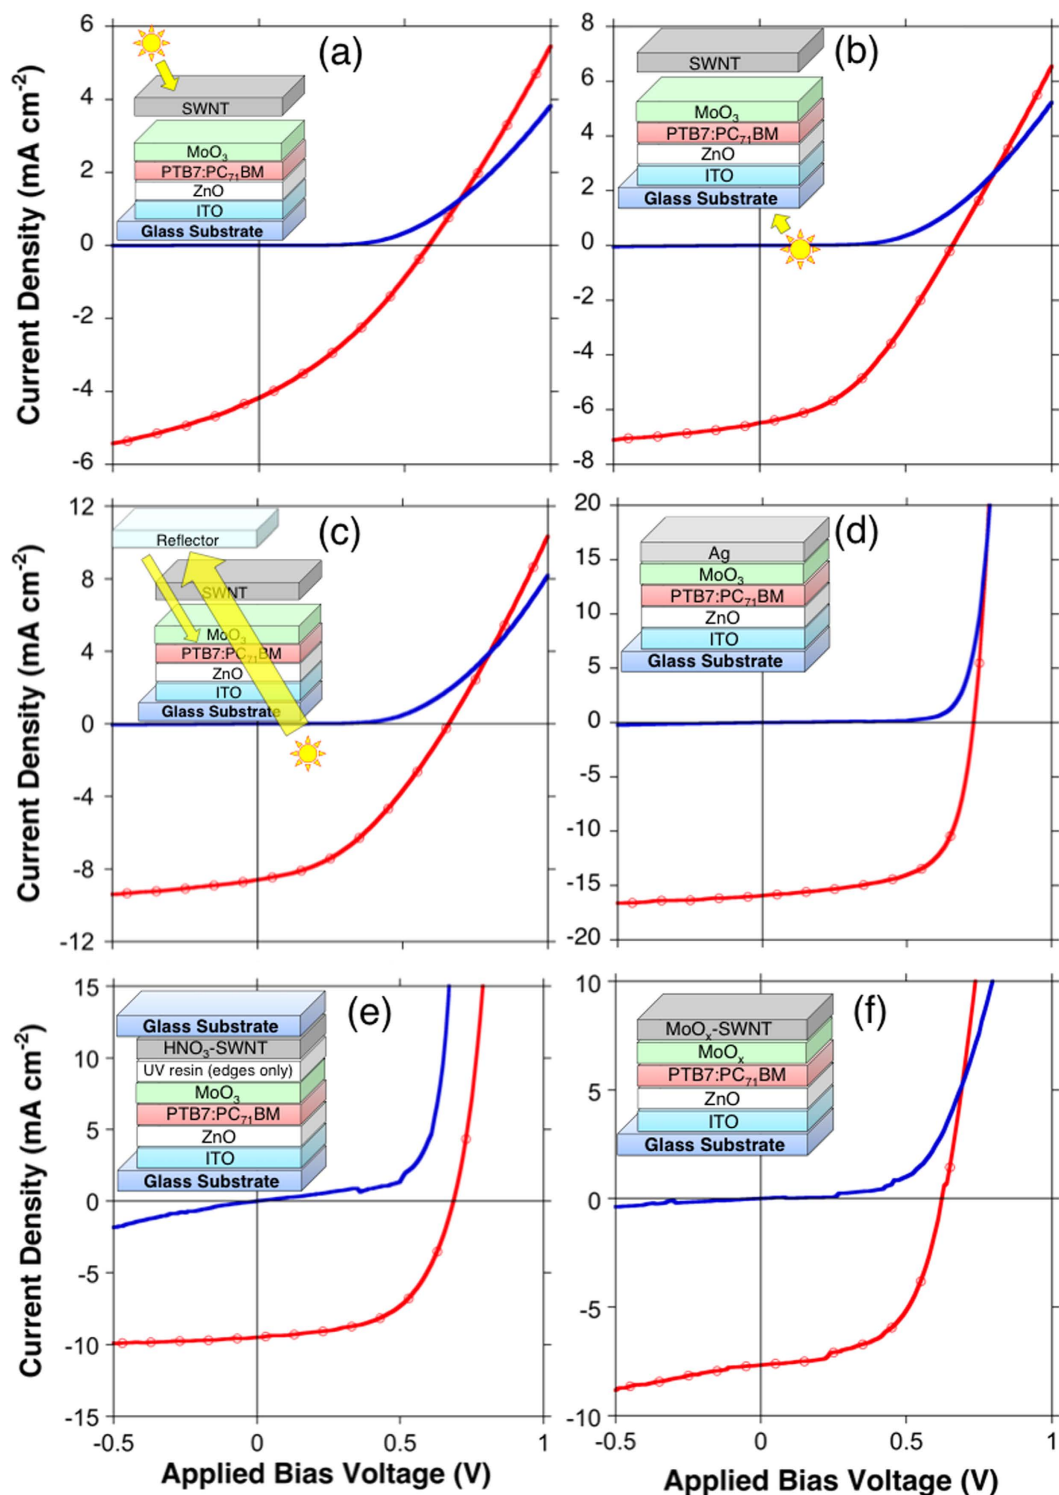 (a)
SWNT
MoO3
PTB7:PC71BM
ZnO
ITO
Glass Substrate
6
4
2
0
-2
-4
-6
Current Density (mA cm-2)
(b)
SWNT
MoO3
PTB7:PC71BM
ZnO
ITO
Glass Substrate
8
6
4
2
0
-2
-4
-6
-8
(c)
Reflector
SWNT
MoO3
PTB7:PC71BM
ZnO
ITO
Glass Substrate
12
8
4
0
-4
-8
-12
Current Density (mA cm-2)
(d)
Ag
MoO3
PTB7:PC71BM
ZnO
ITO
Glass Substrate
20
15
10
5
0
-5
-10
-15
-20
(e)
Glass Substrate
HNO3-SWNT
UV resin (edges only)
MoO3
PTB7:PC71BM
ZnO
ITO
Glass Substrate
15
10
5
0
-5
-10
-15
Current Density (mA cm-2)
-0.5 0 0.5 1
Applied Bias Voltage (V)
(f)
MoOx-SWNT
MoOx
PTB7:PC71BM
ZnO
ITO
Glass Substrate
10
5
0
-5
-10
-0.5 0 0.5 1
Applied Bias Voltage (V)